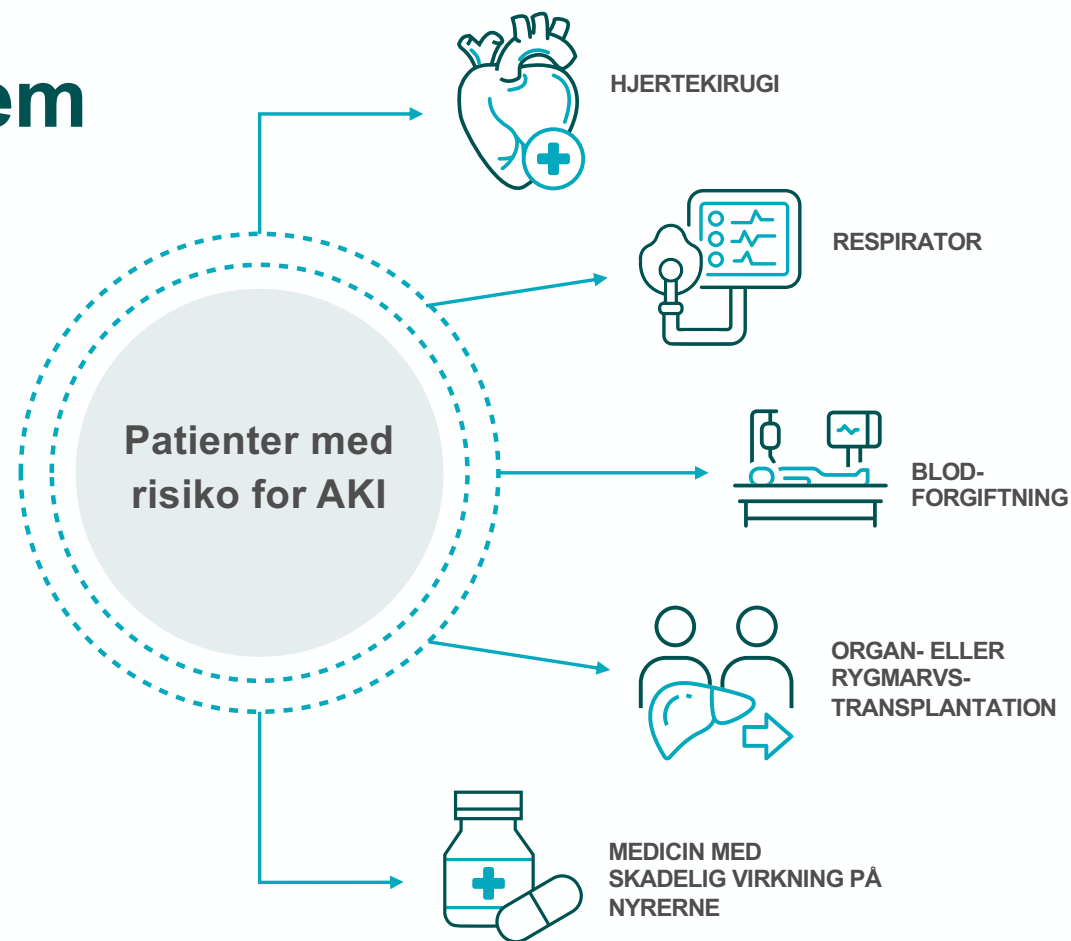 em
HJERTEKIRUGI
RESPIRATOR
Patienter med
risiko for AKI
BLOD-
FORGIFTNING
ORGAN- ELLER
RYGMARVS-
TRANSPLANTATION
MEDICIN MED
SKADELIG VIRKNING PÅ
NYRERNE